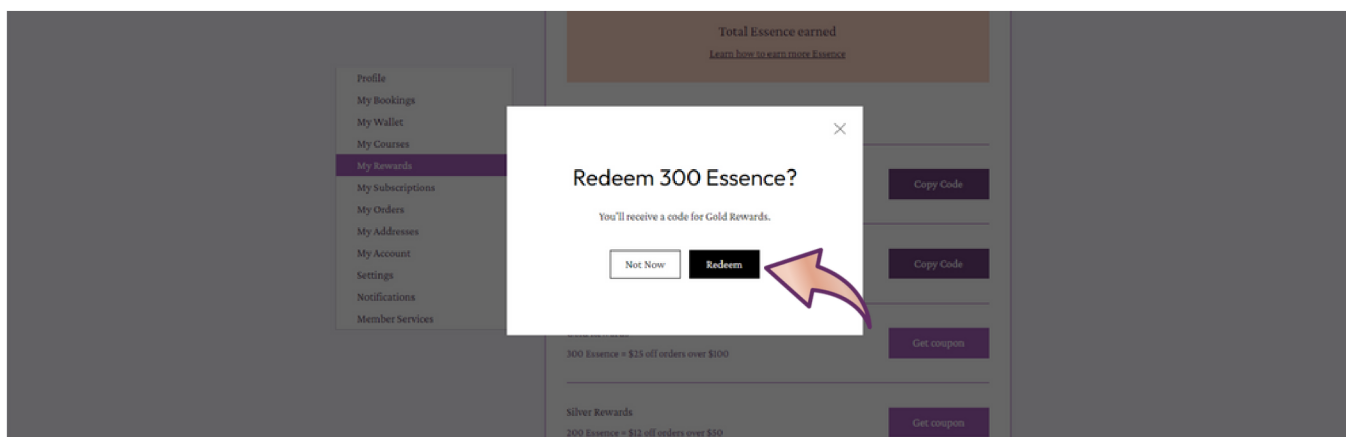 Total Essence earned
Learn how to earn more Essence
Profile
My Bookings
My Wallet
My Courses
My Rewards
My Subscriptions
My Orders
My Addresses
My Account
Settings
Notifications
Member Services
Redeem 300 Essence?
You'll receive a code for Gold Rewards.
Not Now
Redeem
Copy Code
Copy Code
300 Essence = $25 off orders over $100
Get coupon
Silver Rewards
200 Essence = $12 off orders over $50
Get coupon